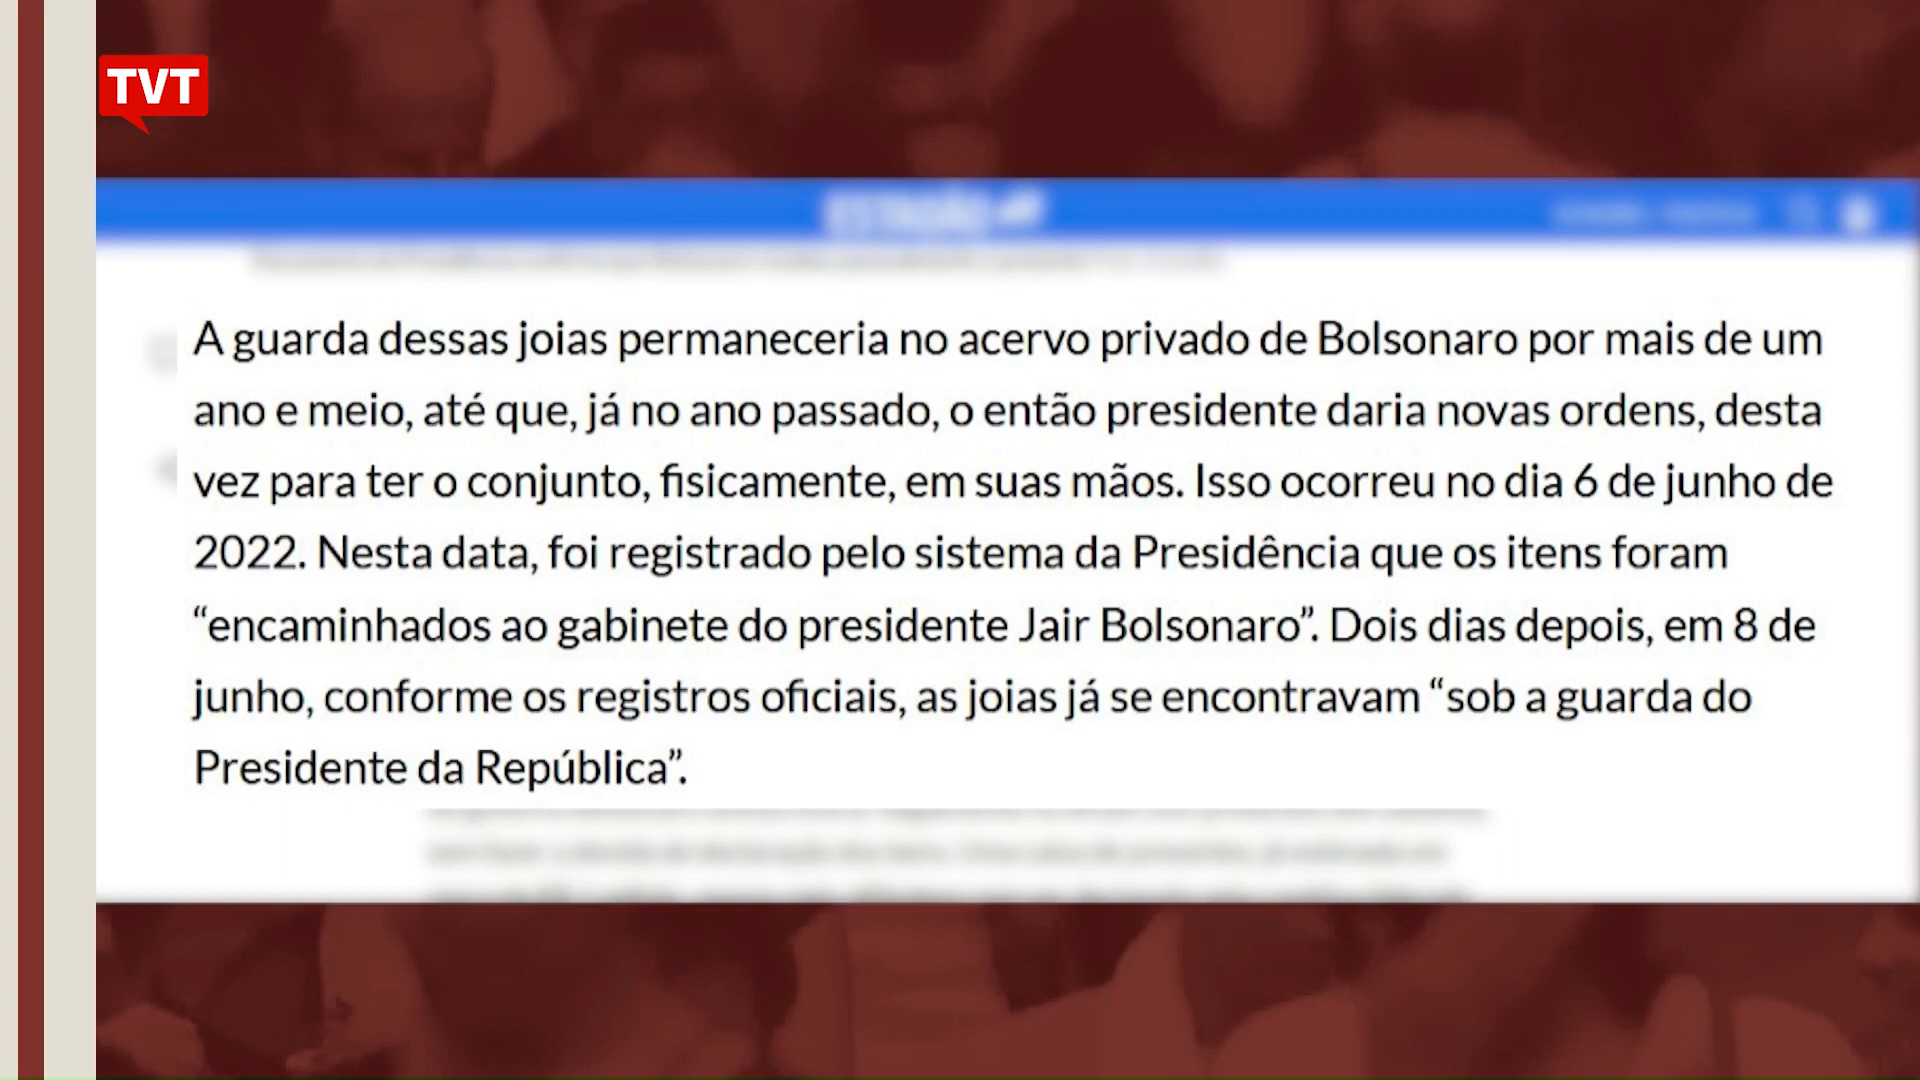 TVT
ESTADÃO
A guarda dessas joias permaneceria no acervo privado de Bolsonaro por mais de um
ano e meio, até que, já no ano passado, o então presidente daria novas ordens, desta
vez para ter o conjunto, fisicamente, em suas mãos. Isso ocorreu no dia 6 de junho de
2022. Nesta data, foi registrado pelo sistema da Presidência que os itens foram
“encaminhados ao gabinete do presidente Jair Bolsonaro”. Dois dias depois, em 8 de
junho, conforme os registros oficiais, as joias já se encontravam “sob a guarda do
Presidente da República”.